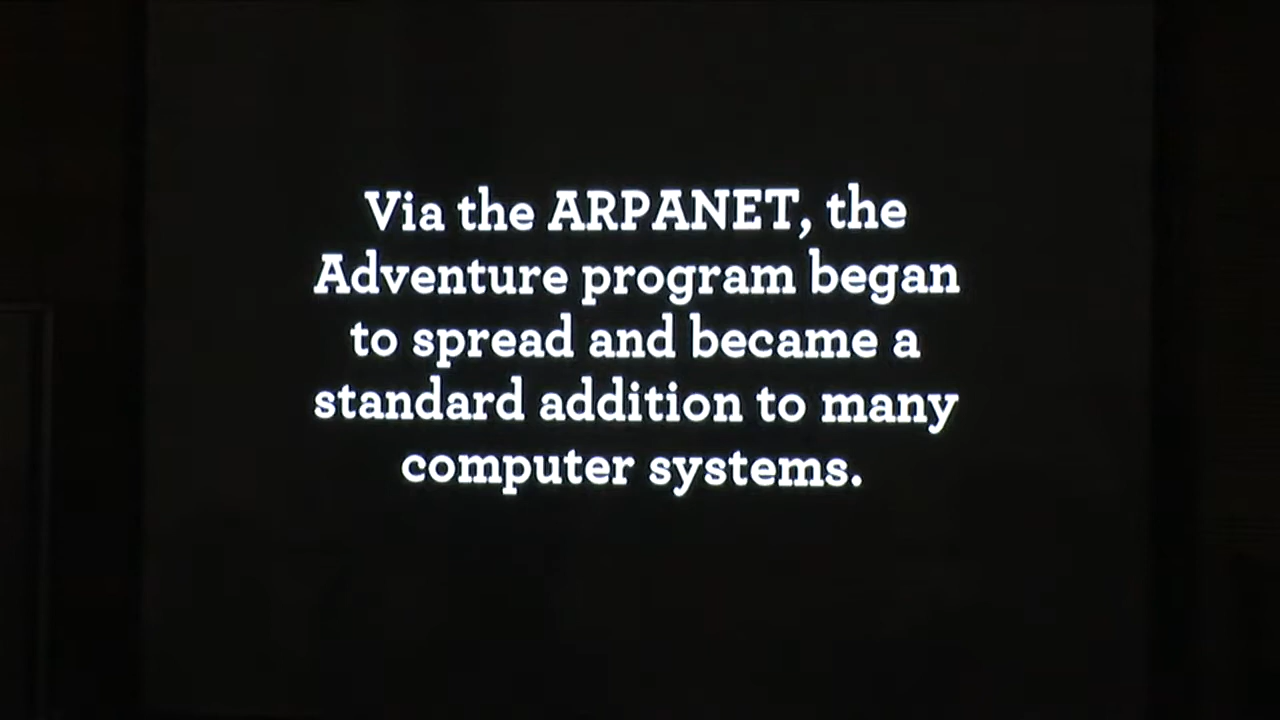 Via the ARPANET, the
Adventure program began
to spread and became a
standard addition to many
computer systems.